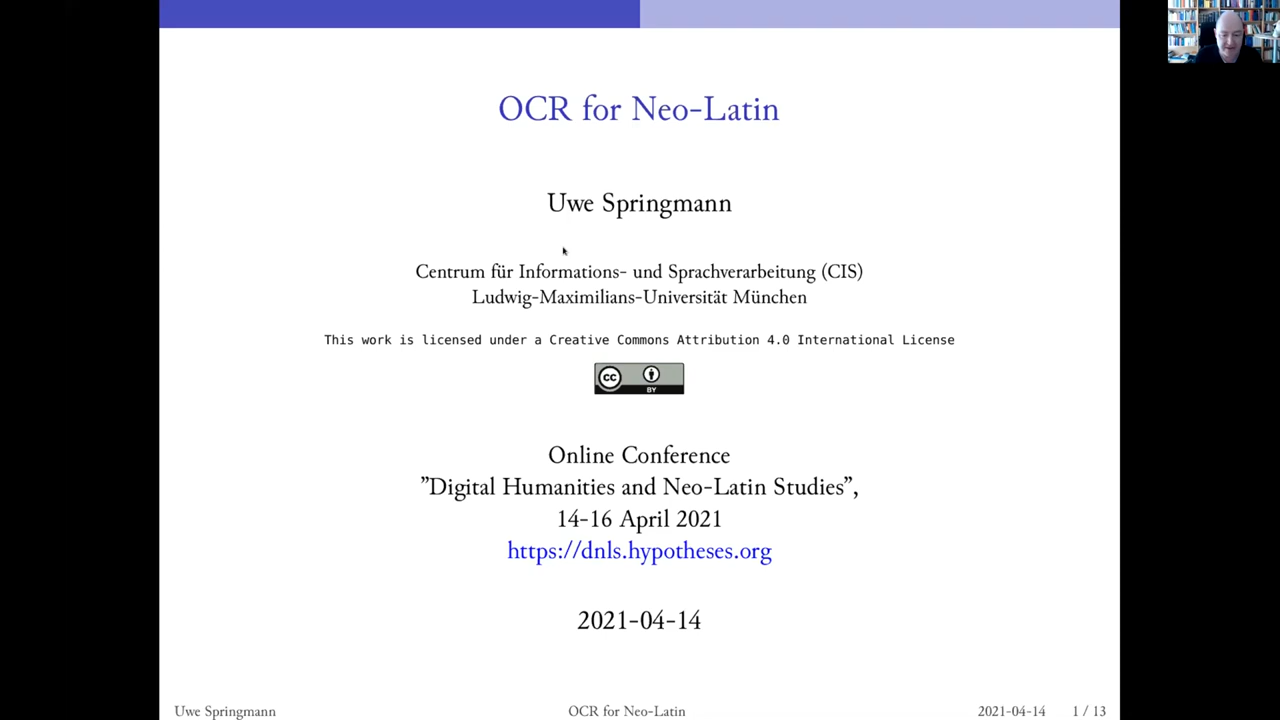 OCR for Neo-Latin
Uwe Springmann
Centrum für Informations- und Sprachverarbeitung (CIS)
Ludwig-Maximilians-Universität München
This work is licensed under a Creative Commons Attribution 4.0 International License
cc BY
Online Conference
”Digital Humanities and Neo-Latin Studies”,
14-16 April 2021
https://dnls.hypotheses.org
2021-04-14
Uwe Springmann OCR for Neo-Latin 2021-04-14 1 / 13